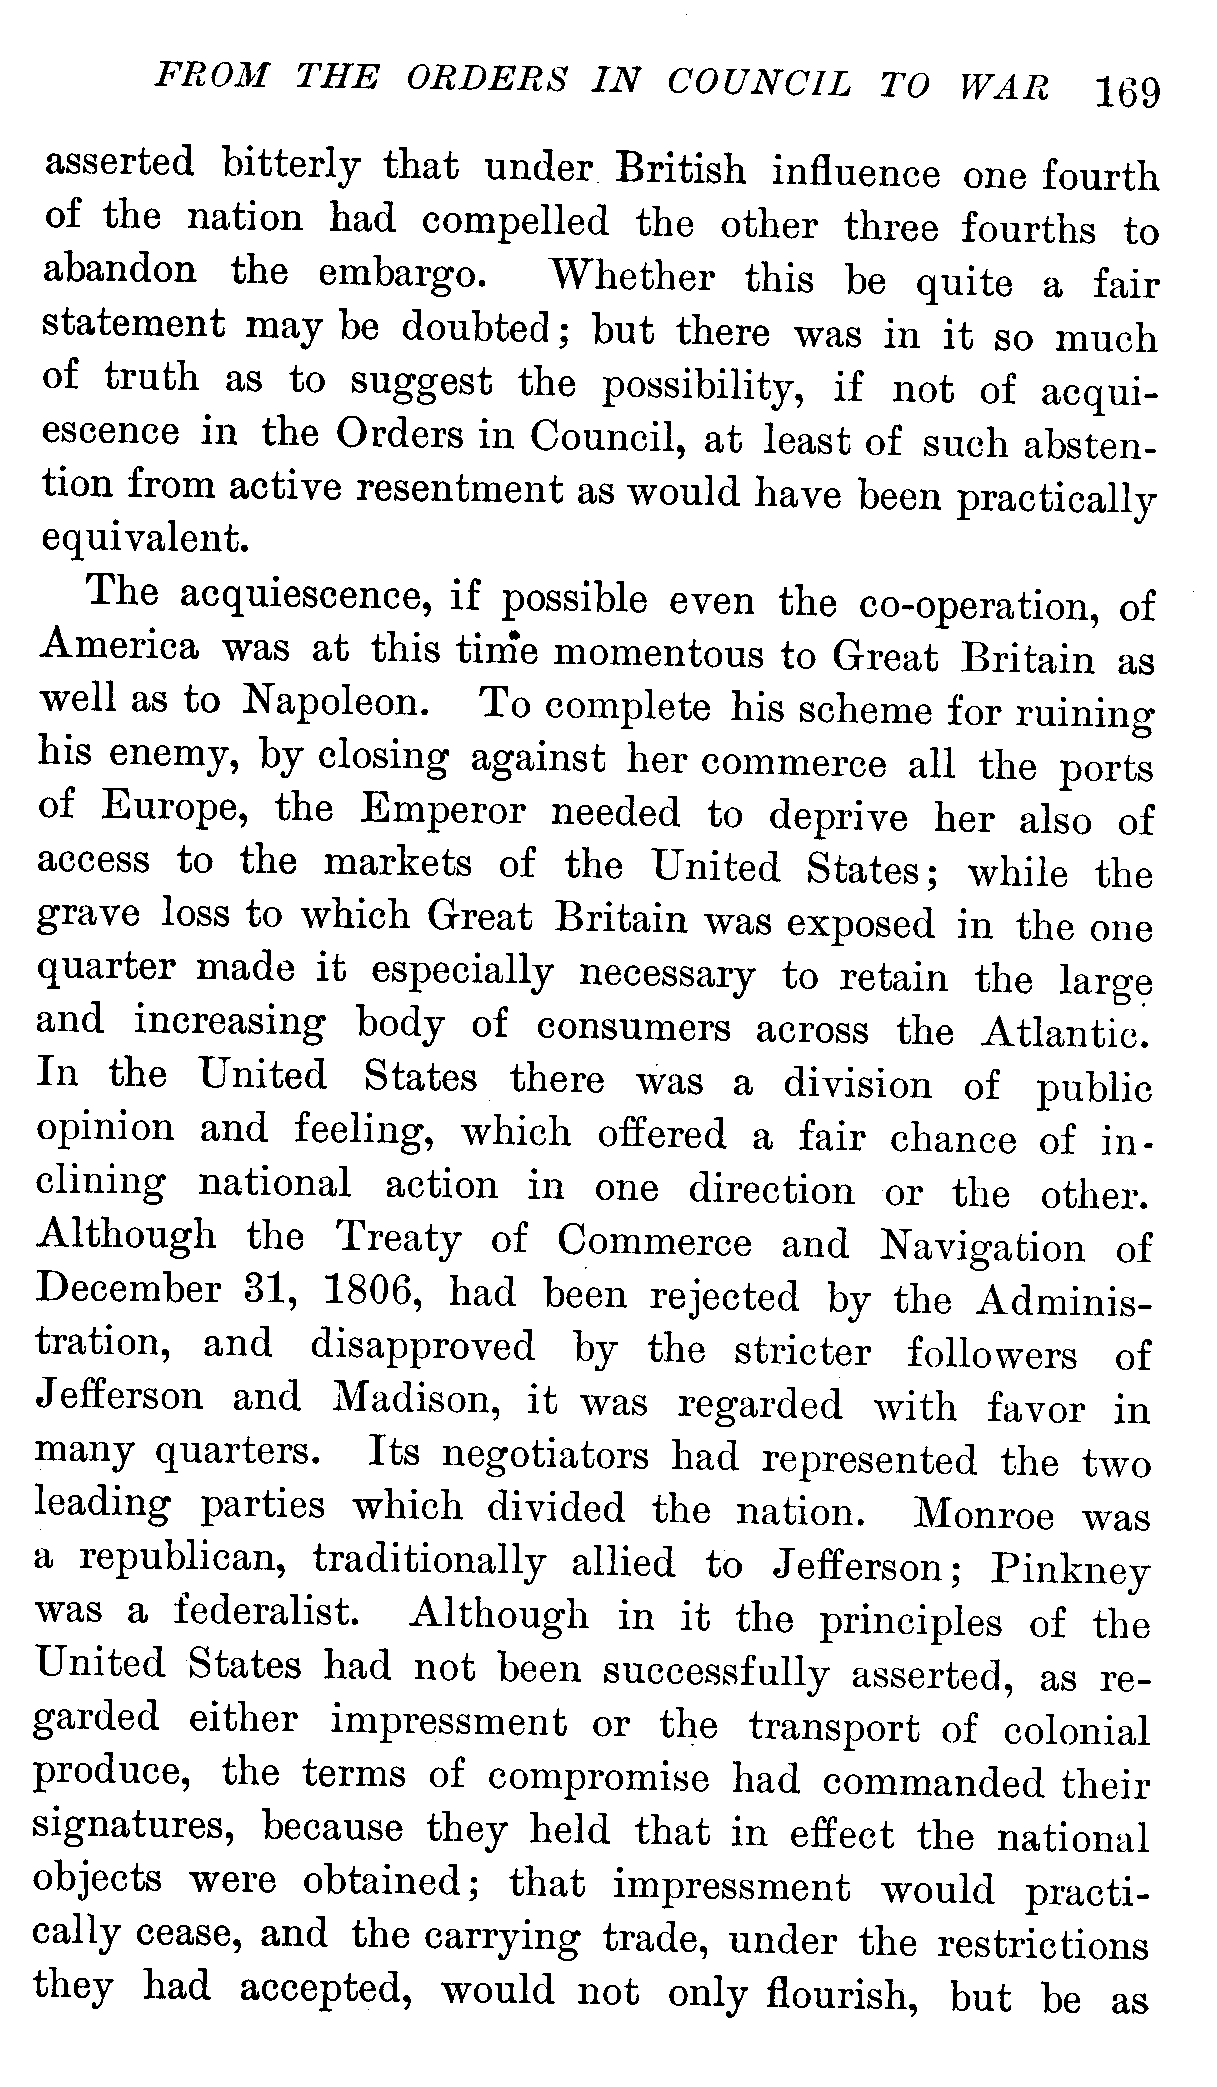 FROM THE ORDERS IN COUNCIL TO WAR 169
asserted bitterly that under British influence one fourth
of the nation had compelled the other three fourths to
abandon the embargo. Whether this be quite a fair
statement may be doubted; but there was in it so much
of truth as to suggest the possibility, if not of acqui-
escence in the Orders in Council, at least of such absten-
tion from active resentment as would have been practically
equivalent.
The acquiescence, if possible even the co-operation, of
America was at this time momentous to Great Britain as
well as to Napoleon. To complete his scheme for ruining
his enemy, by closing against her commerce all the ports
of Europe, the Emperor needed to deprive her also of
access to the markets of the United States; while the
grave loss to which Great Britain was exposed in the one
quarter made it especially necessary to retain the large
and increasing body of consumers across the Atlantic.
In the United States there was a division of public
opinion and feeling, which offered a fair chance of in-
clining national action in one direction or the other.
Although the Treaty of Commerce and Navigation of
December 31, 1806, had been rejected by the Adminis-
tration, and disapproved by the stricter followers of
Jefferson and Madison, it was regarded with favor in
many quarters. Its negotiators had represented the two
leading parties which divided the nation. Monroe was
a republican, traditionally allied to Jefferson; Pinkney
was a federalist. Although in it the principles of the
United States had not been successfully asserted, as re-
garded either impressment or the transport of colonial
produce, the terms of compromise had commanded their
signatures, because they held that in effect the national
objects were obtained; that impressment would practi-
cally cease, and the carrying trade, under the restrictions
they had accepted, would not only flourish, but be as